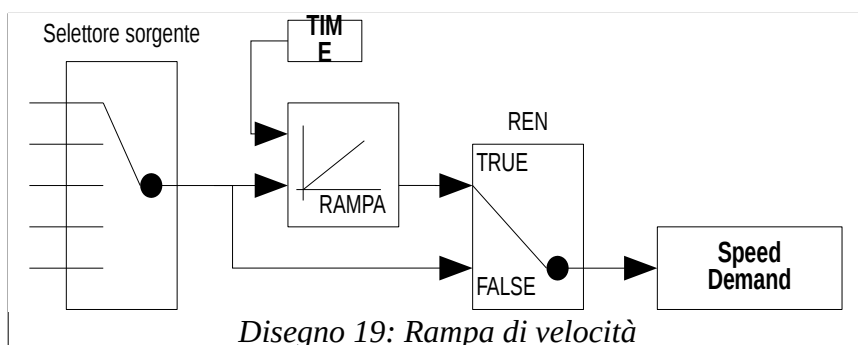 Selettore sorgente
TIM
E
REN
TRUE
RAMPA
FALSE
Speed
Demand
Disegno 19: Rampa di velocità